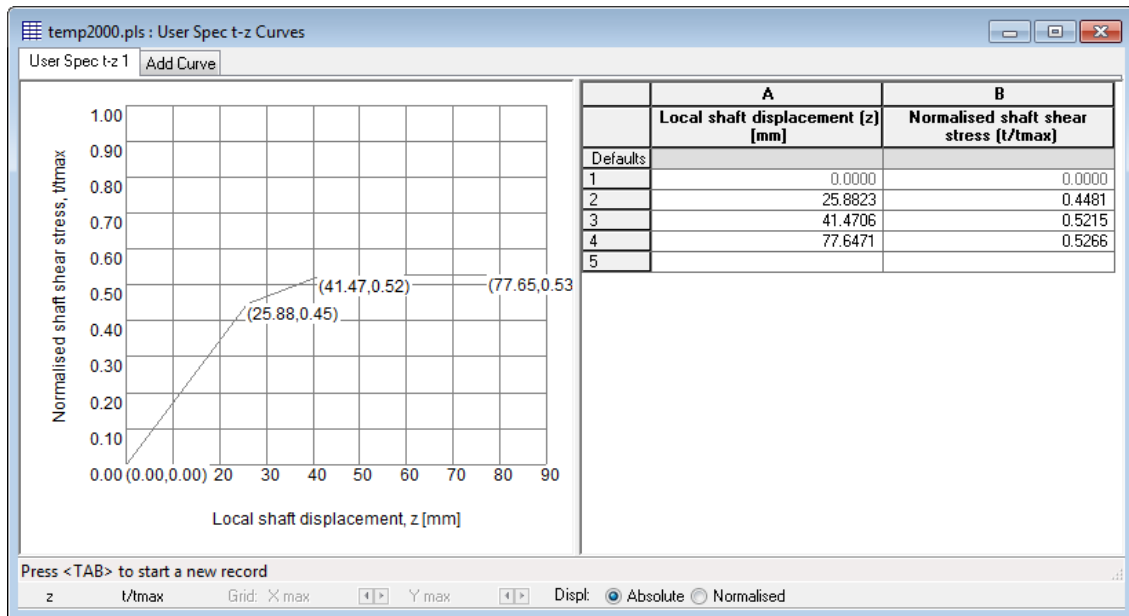 temp2000.pls : User Spec t-z Curves
User Spec t-z 1 Add Curve
Normalised shaft shear stress, t/tmax
1.00
0.90
0.80
0.70
0.60
0.50
0.40
0.30
0.20
0.10
0.00 (0.00,0.00) 20 30 40 50 60 70 80 90
(25.88,0.45)
(41.47,0.52)
(77.65,0.53
Local shaft displacement, z [mm]
A B
Local shaft displacement (z) [mm] Normalised shaft shear stress (t/tmax)
Defaults
1 0.0000 0.0000
2 25.8823 0.4481
3 41.4706 0.5215
4 77.6471 0.5266
5
Press <TAB> to start a new record
z t/tmax Grid: X max Y max Displ: Absolute Normalised